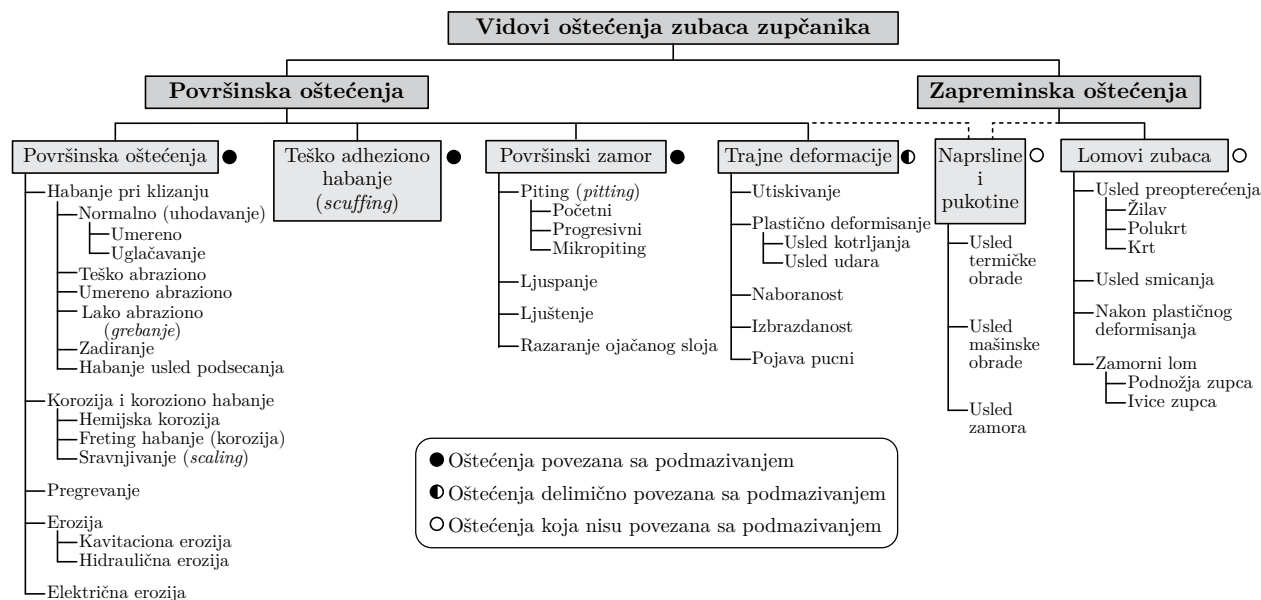 Vidovi oštećenja zubaca zupčanika
Površinska oštećenja
Zapreminska oštećenja
Površinska oštećenja
Habanje pri klizanju
Normalno (uhodavanje)
Umereno
Uglačavanje
Teško abraziono
Umereno abraziono
Lako abraziono
(grebanje)
Zadiranje
Habanje usled podsecanja
Korozija i koroziono habanje
Hemijska korozija
Freting habanje (korozija)
Sravnjivanje (scaling)
Pregrevanje
Erozija
Kavitaciona erozija
Hidraulična erozija
Električna erozija
Teško adheziono
habanje
(scuffing)
Površinski zamor
Piting (pitting)
Početni
Progresivni
Mikropiting
Ljuspanje
Ljuštenje
Razaranje ojačanog sloja
Trajne deformacije
Utiskivanje
Plastično deformisanje
Usled kotrljanja
Usled udara
Naboranost
Izbrazdanost
Pojava pucni
Naprsline
i
pukotine
Usled
termičke
obrade
Usled
mašinske
obrade
Usled
zamora
Lomovi zubaca
Usled preopterećenja
Žilav
Polukrt
Krt
Usled smicanja
Nakon plastičnog
deformisanja
Zamorni lom
Podnožja zupca
Ivice zupca
Oštećenja povezana sa podmazivanjem
Oštećenja delimično povezana sa podmazivanjem
Oštećenja koja nisu povezana sa podmazivanjem